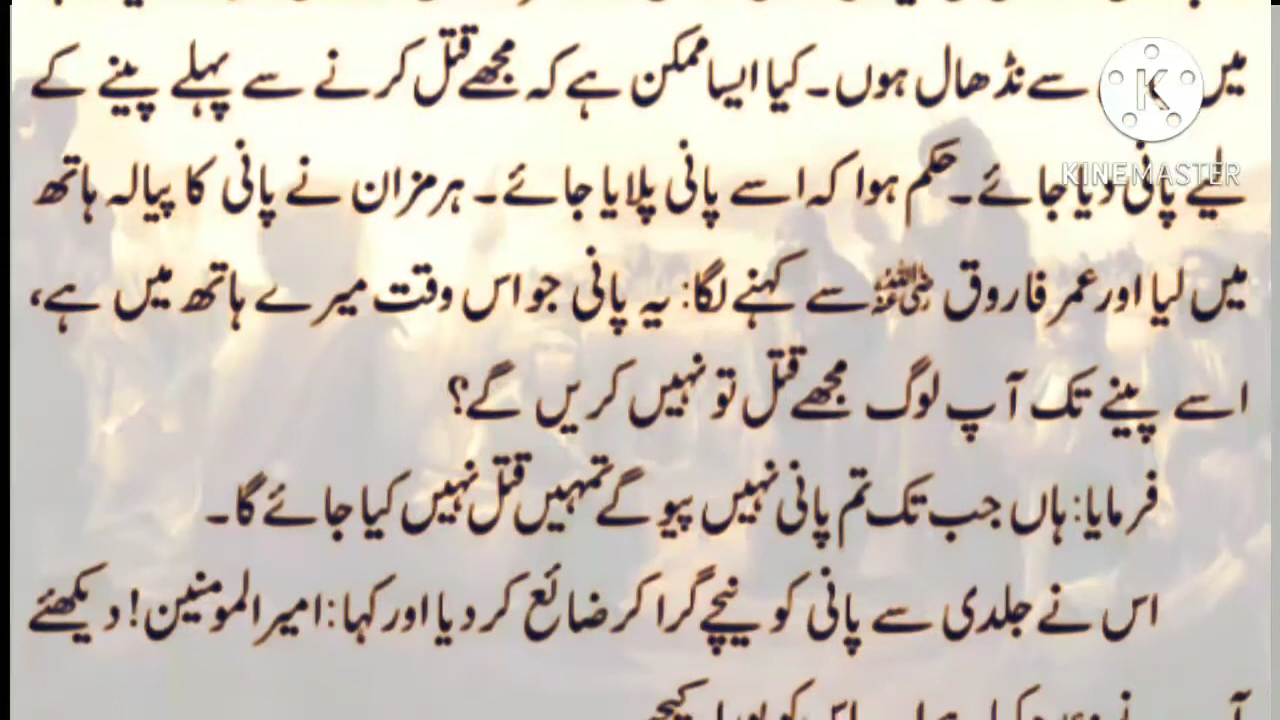 میں سے نڈھال ہوں۔ کیا ایسا ممکن ہے کہ مجھے قتل کرنے سے پہلے پینے کے
لیے پانی دیا جائے۔ حکم ہوا کہ اسے پانی پلایا جائے۔ ہرمزان نے پانی کا پیالہ ہاتھ
میں لیا اور عمر فاروق رضی اللہ عنہ سے کہنے لگا: یہ پانی جو اس وقت میرے ہاتھ میں ہے،
اسے پینے تک آپ لوگ مجھے قتل تو نہیں کریں گے؟
فرمایا: ہاں جب تک تم پانی نہیں پیو گے تمہیں قتل نہیں کیا جائے گا۔
اس نے جلدی سے پانی کو نیچے گرا کر ضائع کر دیا اور کہا: امیر المومنین! دیکھئے
K
KINEMASTER